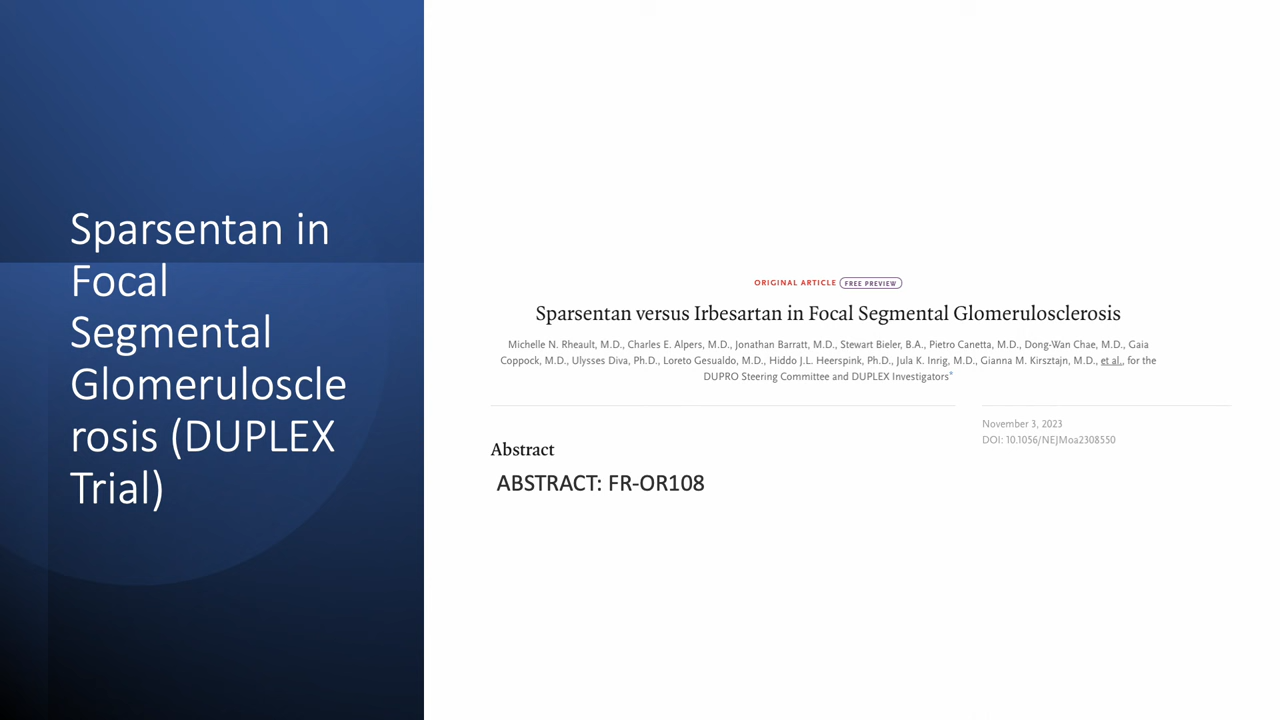 Sparsentan in
Focal
Segmental
Glomeruloscle
rosis (DUPLEX
Trial)
ORIGINAL ARTICLE FREE PREVIEW
Sparsentan versus Irbesartan in Focal Segmental Glomerulosclerosis
Michelle N. Rheault, M.D., Charles E. Alpers, M.D., Jonathan Barratt, M.D., Stewart Bieler, B.A., Pietro Canetta, M.D., Dong-Wan Chae, M.D., Gaia
Coppock, M.D., Ulysses Diva, Ph.D., Loreto Gesualdo, M.D., Hiddo J.L. Heerspink, Ph.D., Jula K. Inrig, M.D., Gianna M. Kirsztajn, M.D., et al., for the
DUPRO Steering Committee and DUPLEX Investigators*
November 3, 2023
DOI: 10.1056/NEJMoa2308550
Abstract
ABSTRACT: FR-OR108